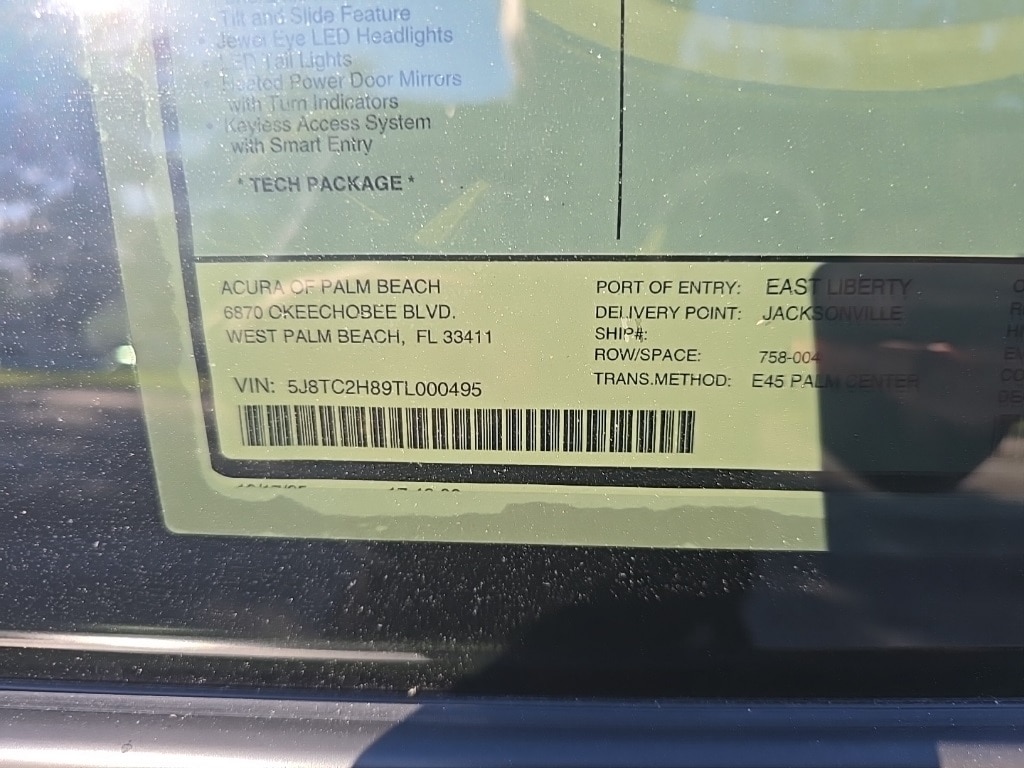 Tilt and Slide Feature
• Jewel Eye LED Headlights
LED Tail Lights
• Heated Power Door Mirrors
with Turn Indicators
• Keyless Access System
with Smart Entry
* TECH PACKAGE *
ACURA OF PALM BEACH
6870 OKEECHOBEE BLVD.
WEST PALM BEACH, FL 33411
VIN: 5J8TC2H89TL000495
PORT OF ENTRY: EAST LIBERTY
DELIVERY POINT: JACKSONVILLE
SHIP#:
ROW/SPACE: 758-004
TRANS.METHOD: E45 PALM CENTER